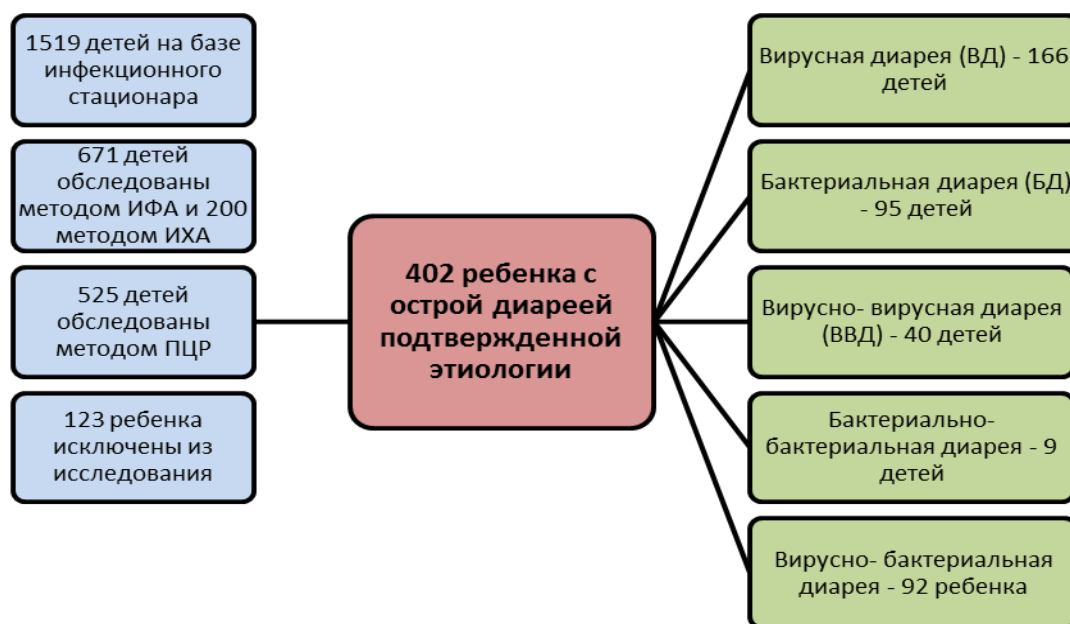 1519 детей на базе
инфекционного
стационара
671 детей
обследованы
методом ИФА и 200
методом ИХА
525 детей
обследованы
методом ПЦР
123 ребенка
исключены из
исследования
402 ребенка с
острой диареей
подтвержденной
этиологии
Вирусная диарея (ВД) - 166
детей
Бактериальная диарея (БД)
- 95 детей
Вирусно- вирусная диарея
(ВВД) - 40 детей
Бактериально-
бактериальная диарея - 9
детей
Вирусно- бактериальная
диарея - 92 ребенка